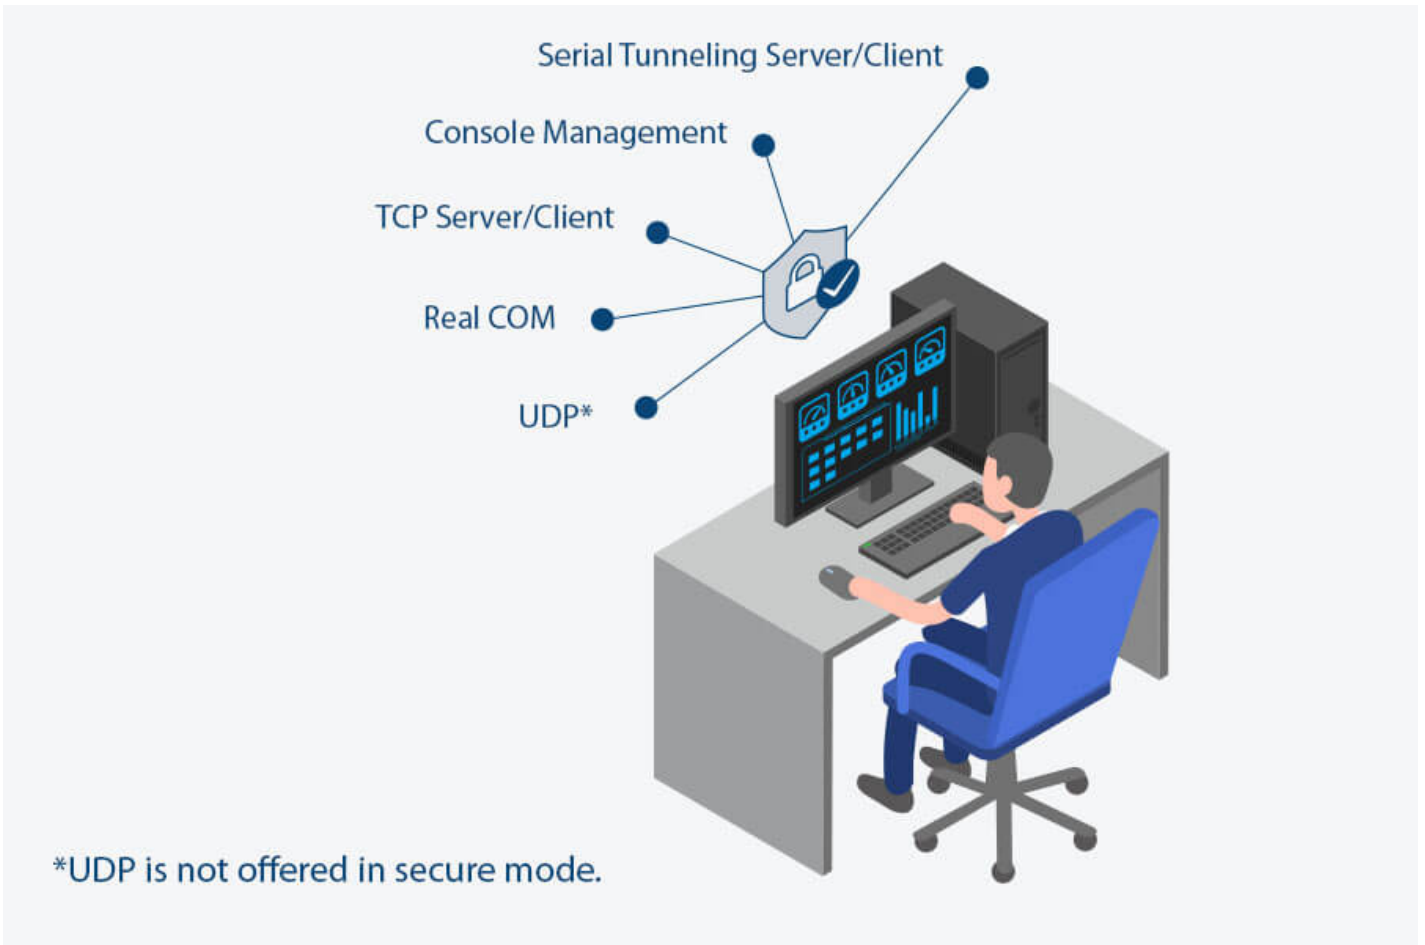 Serial Tunneling Server/Client
Console Management
TCP Server/Client
Real COM
UDP*
*UDP is not offered in secure mode.